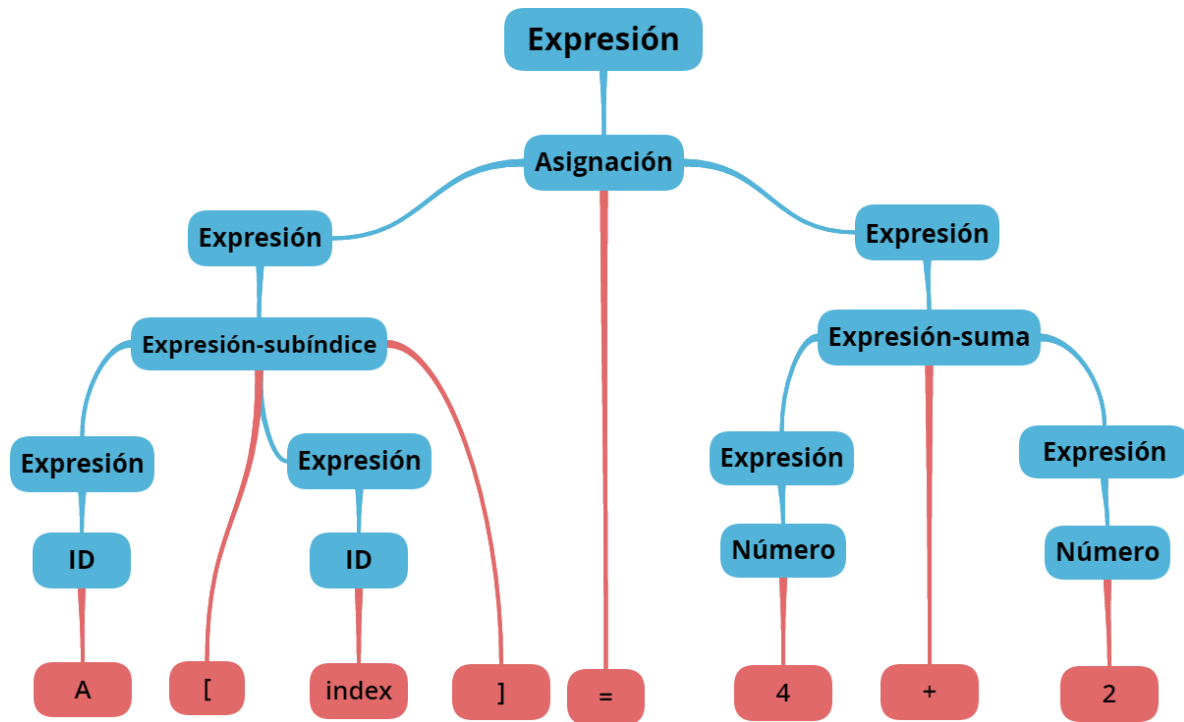 Expresión
Asignación
Expresión
Expresión
Expresión-subíndice
Expresión-suma
Expresión
Expresión
Expresión
Expresión
ID
ID
Número
Número
A
[
index
]
=
4
+
2